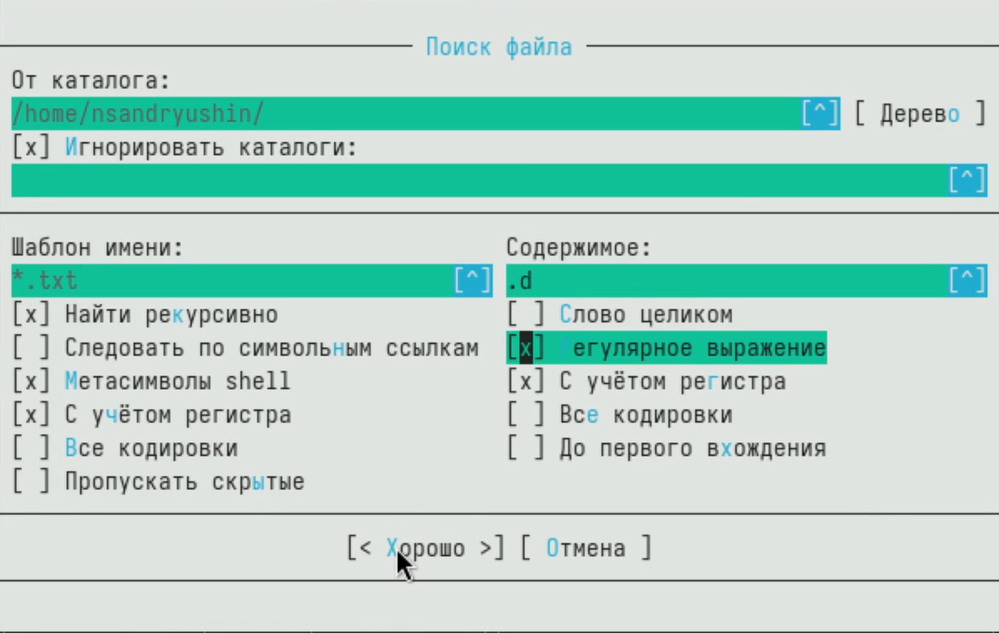 Поиск файла
От каталога:
/home/nsandryushin/ [^] [ Дерево ]
[x] Игнорировать каталоги:
[^]
Шаблон имени: Содержимое:
*.txt [^] .d [^]
[x] Найти рекурсивно [ ] Слово целиком
[ ] Следовать по символьным ссылкам [x] егулярное выражение
[x] Метасимволы shell [x] С учётом регистра
[x] С учётом регистра [ ] Все кодировки
[ ] Все кодировки [ ] До первого вхождения
[ ] Пропускать скрытые
[< Хорошо >] [ Отмена ]